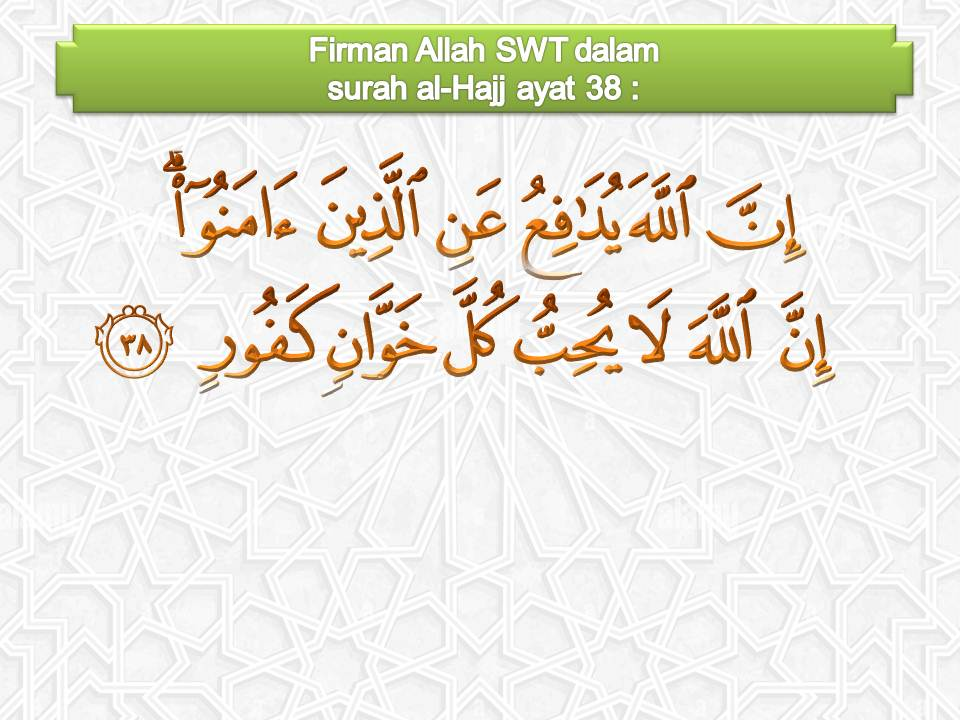 Firman Allah SWT dalam
surah al-Hajj ayat 38 :
إِنَّ ٱللَّهَ يُدَٰفِعُ عَنِ ٱلَّذِينَ ءَامَنُوٓا۟ ۗ
إِنَّ ٱللَّهَ لَا يُحِبُّ كُلَّ خَوَّانٍ كَفُورٍ ٣٨